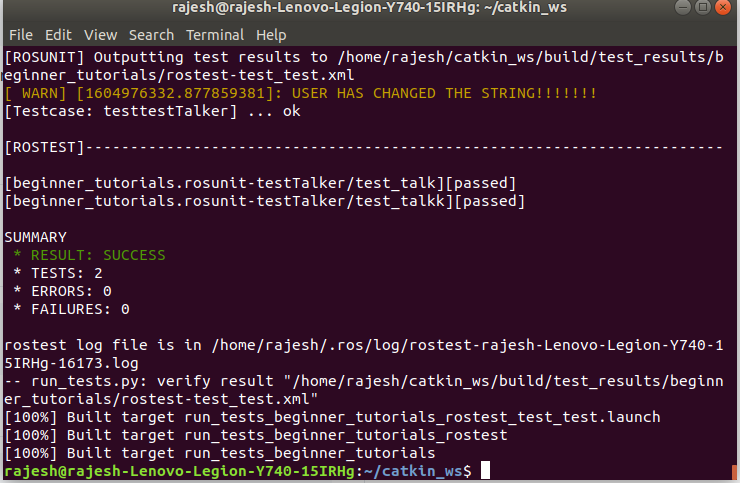 rajesh@rajesh-Lenovo-Legion-Y740-15IRHg: ~/catkin_ws
File Edit View Search Terminal Help
[ROSUNIT] Outputting test results to /home/rajesh/catkin_ws/build/test_results/b
eginner_tutorials/rostest-test_test.xml
[ WARN] [1604976332.877859381]: USER HAS CHANGED THE STRING!!!!!!!
[Testcase: testtestTalker] ... ok
[ROSTEST]-----------------------------------------------------------------------
[beginner_tutorials.rosunit-testTalker/test_talk][passed]
[beginner_tutorials.rosunit-testTalker/test_talkk][passed]
SUMMARY
* RESULT: SUCCESS
* TESTS: 2
* ERRORS: 0
* FAILURES: 0
rostest log file is in /home/rajesh/.ros/log/rostest-rajesh-Lenovo-Legion-Y740-1
5IRHg-16173.log
-- run_tests.py: verify result "/home/rajesh/catkin_ws/build/test_results/beginn
er_tutorials/rostest-test_test.xml"
[100%] Built target run_tests_beginner_tutorials_rostest_test_test.launch
[100%] Built target run_tests_beginner_tutorials_rostest
[100%] Built target run_tests_beginner_tutorials
rajesh@rajesh-Lenovo-Legion-Y740-15IRHg:~/catkin_ws$